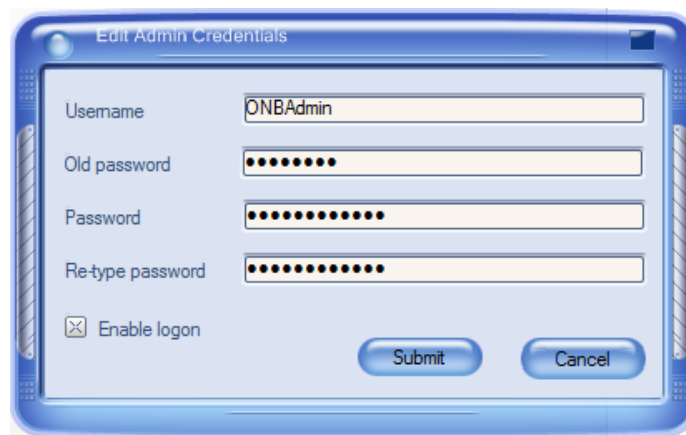 Edit Admin Credentials
Username
ONBAdmin
Old password
••••••••
Password
••••••••••••
Re-type password
••••••••••••
Enable logon
Submit
Cancel